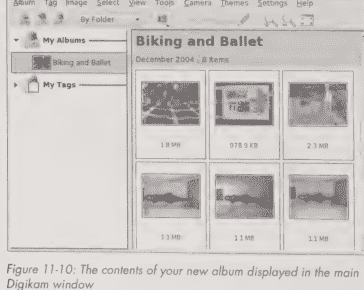 Album Tag Image Select View Tools Camera Themes Settings Help
By Folder
My Albums
Biking and Ballet
My Tags
Biking and Ballet
December 2004 - 8 Items
1.8 MB
978.9 KB
2.3 MB
1.1 MB
1.1 MB
1.1 MB
Figure 11-10: The contents of your new album displayed in the main
Digikam window